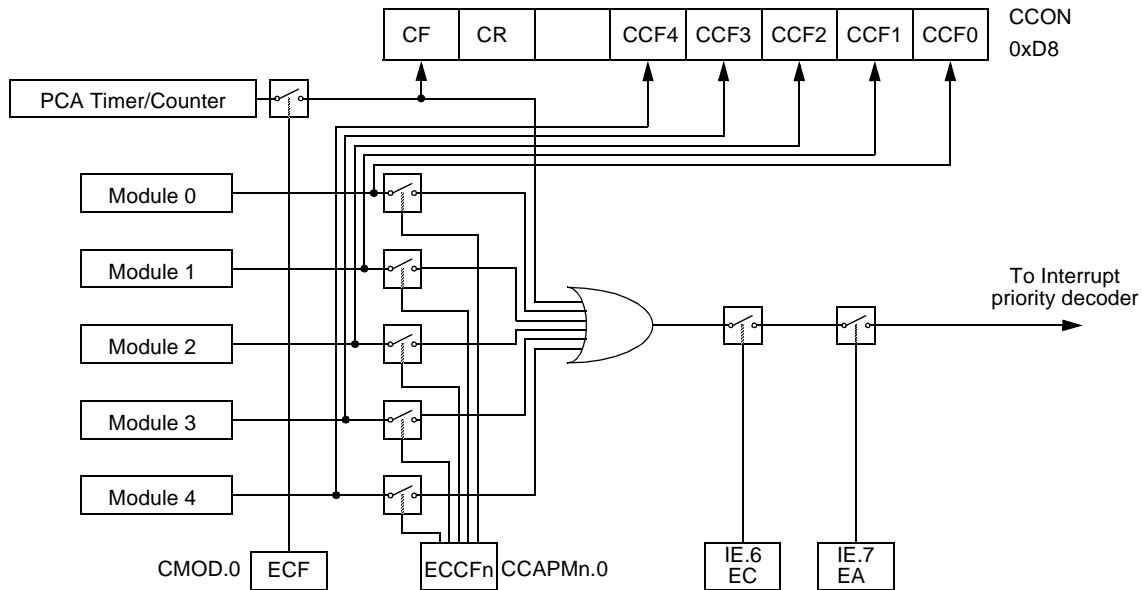 CF CR CCF4 CCF3 CCF2 CCF1 CCF0 CCON
0xD8
PCA Timer/Counter
Module 0
Module 1
Module 2
Module 3
Module 4
To Interrupt
priority decoder
CMOD.0 ECF
ECCFn CCAPMn.0
IE.6
EC
IE.7
EA